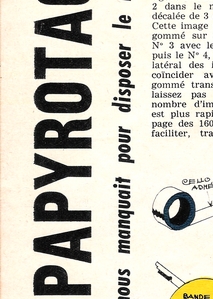 PAPYROTA
nous manquait pour disposer le
2 dans le
décalée de 3
Cette image
gommé sur
N° 3 avec le
puis le N° 4,
latéral des i
coïncider av
gommé trans
laissez pas
nombre d'im
est plus rapi
page des 160
faciliter, tra
CELLO
ADHE
BANDE